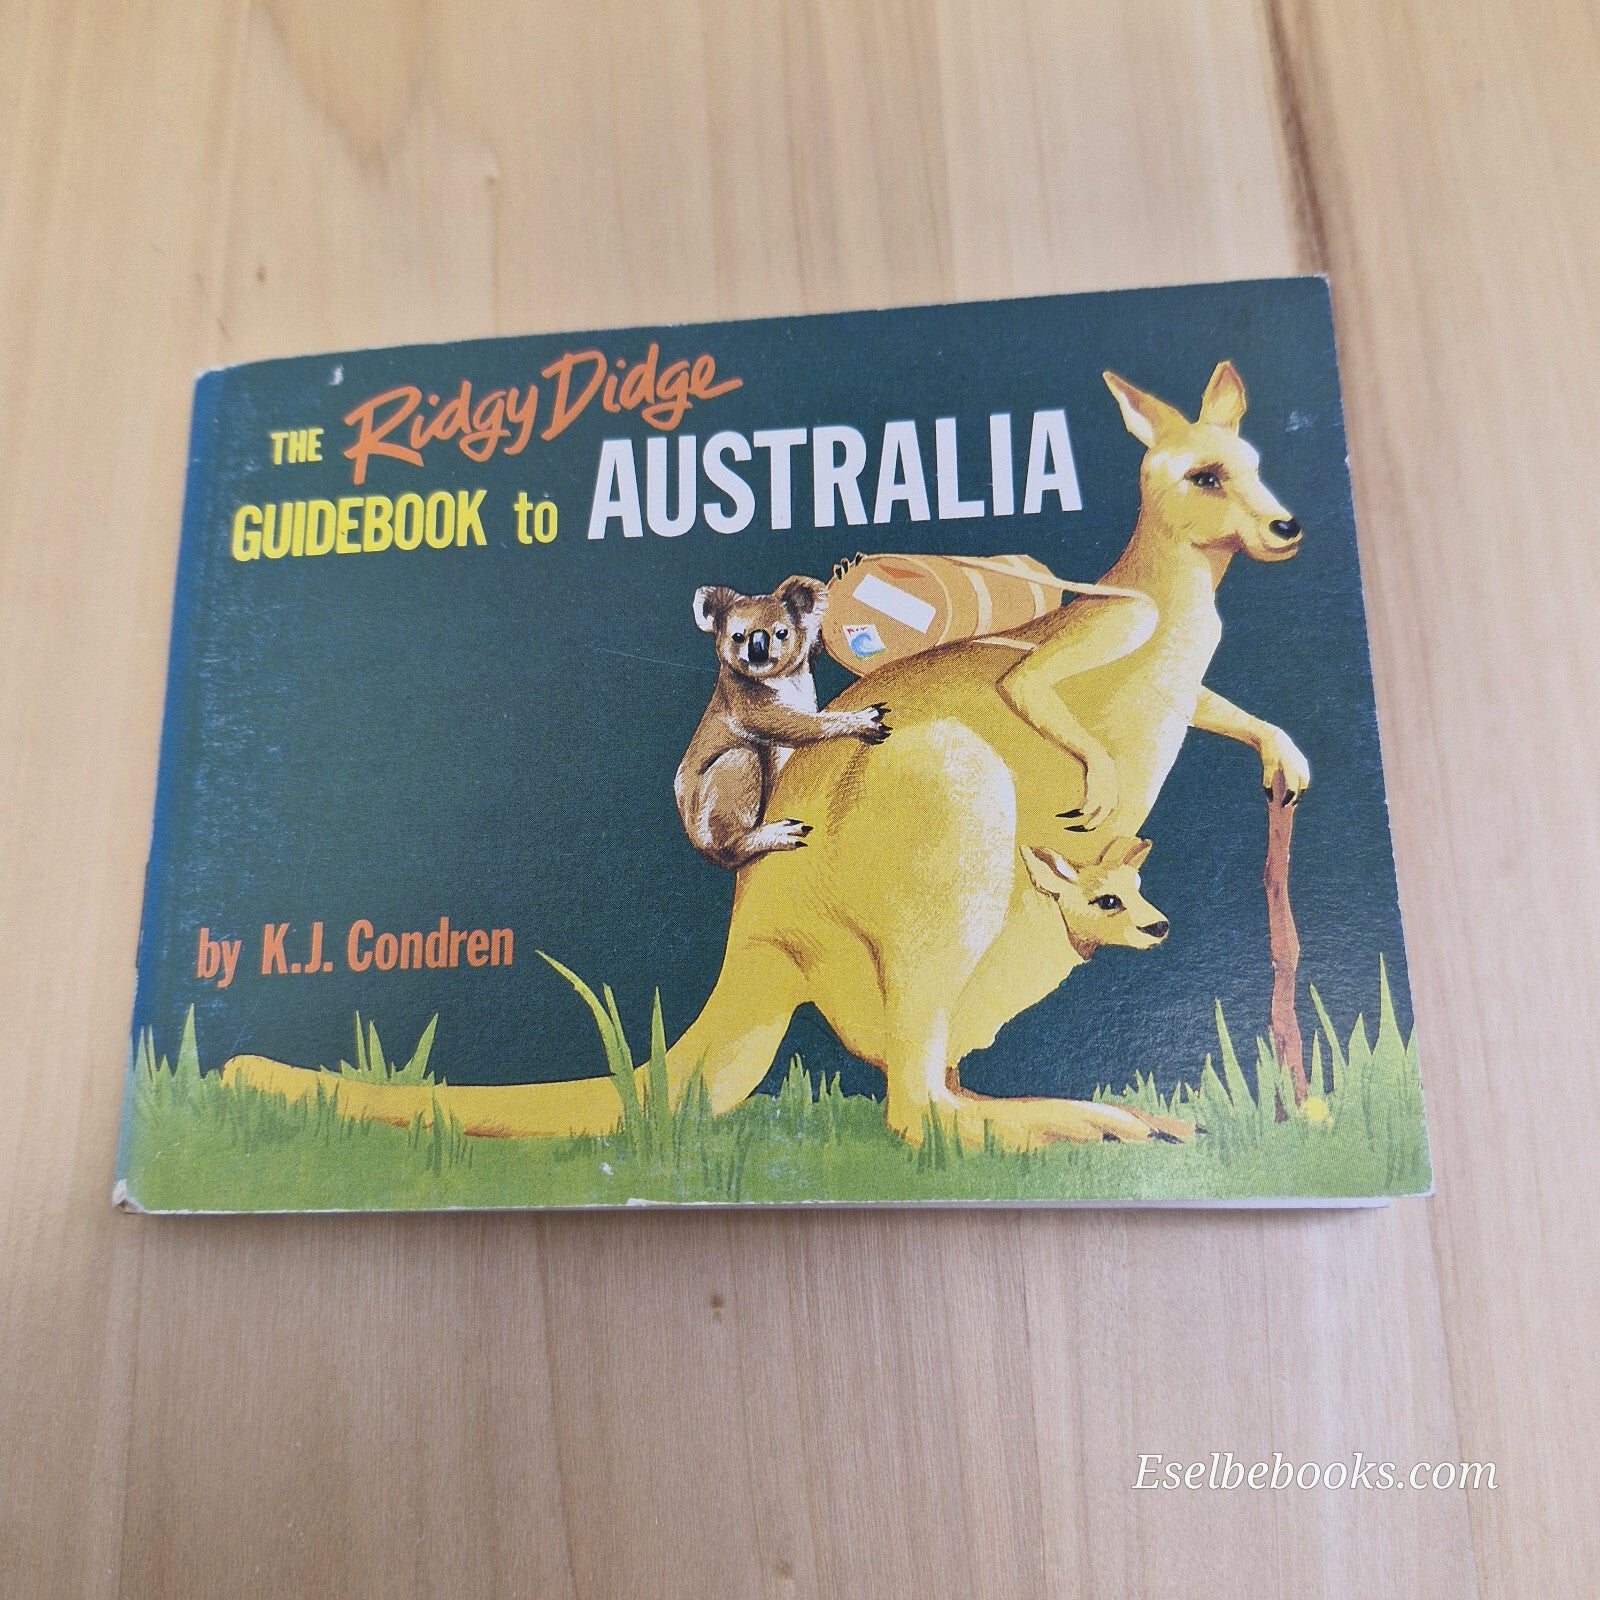 THE Ridgy Didge
GUIDEBOOK to AUSTRALIA
by K.J. Condren
Eselbebooks.com